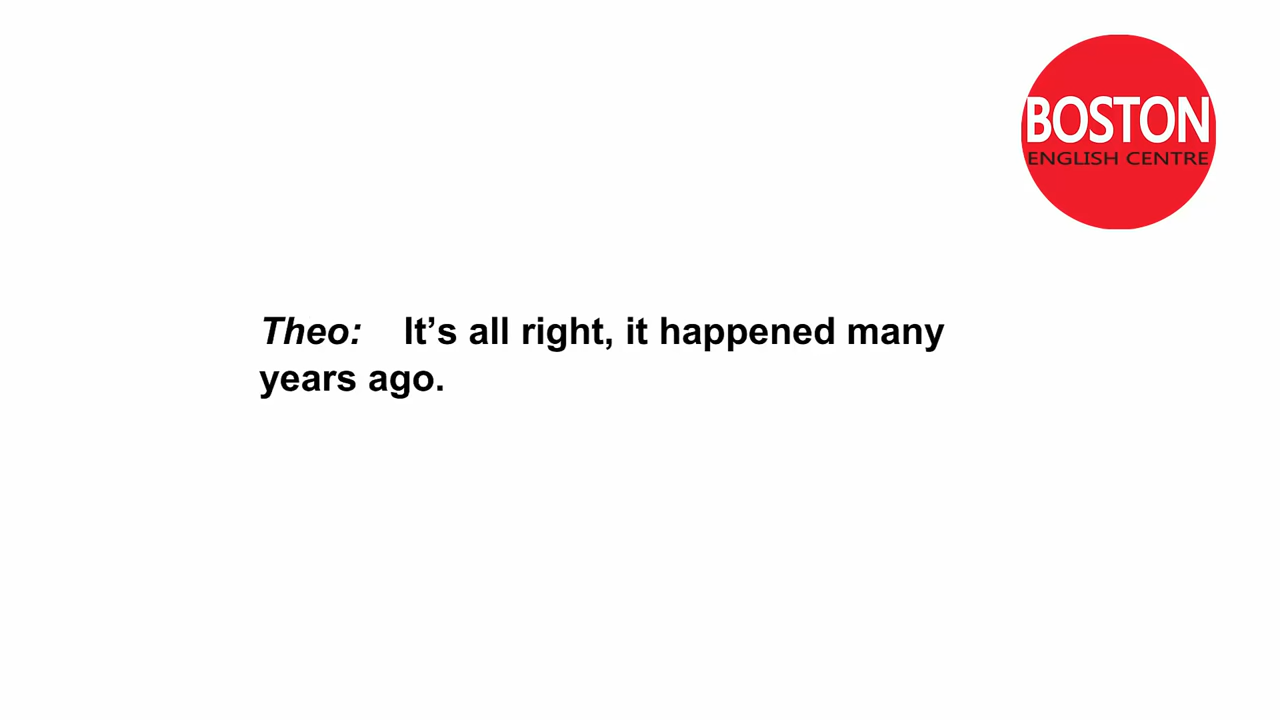 BOSTON
ENGLISH CENTRE
Theo: It’s all right, it happened many
years ago.